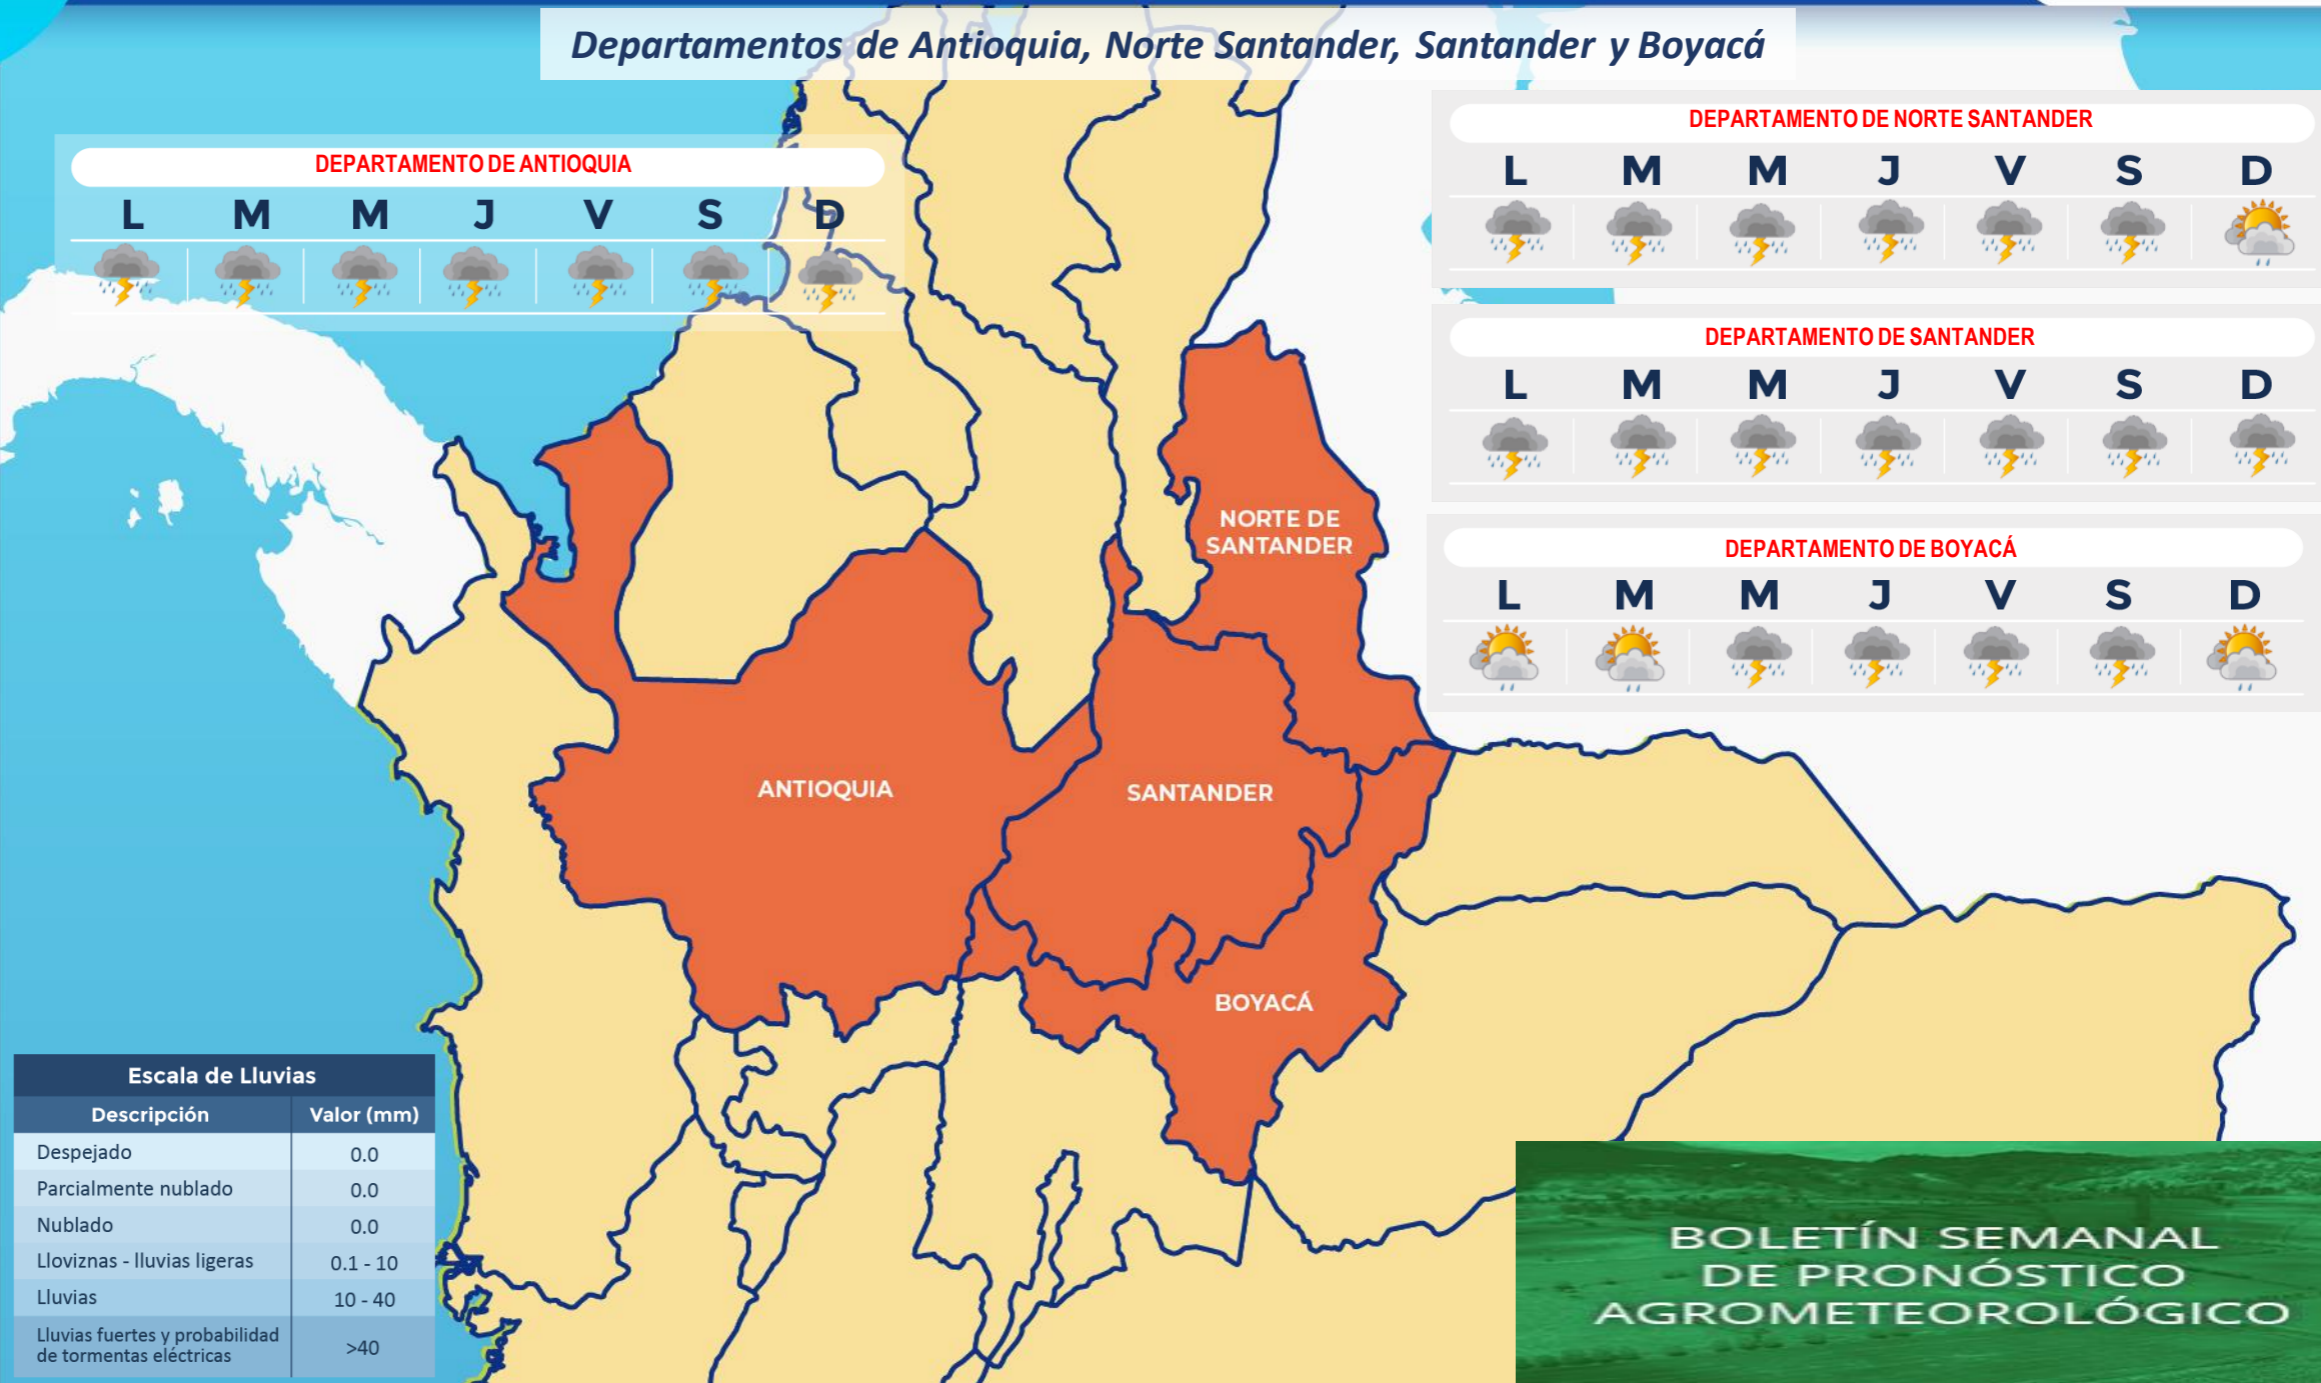 Departamentos de Antioquia, Norte Santander, Santander y Boyacá
DEPARTAMENTO DE ANTIOQUIA
L M M J V S D
DEPARTAMENTO DE NORTE SANTANDER
L M M J V S D
DEPARTAMENTO DE SANTANDER
L M M J V S D
DEPARTAMENTO DE BOYACÁ
L M M J V S D
NORTE DE
SANTANDER
ANTIOQUIA
SANTANDER
BOYACÁ
Escala de Lluvias
Descripción Valor (mm)
Despejado 0.0
Parcialmente nublado 0.0
Nublado 0.0
Lloviznas - lluvias ligeras 0.1 - 10
Lluvias 10 - 40
Lluvias fuertes y probabilidad
de tormentas eléctricas >40
BOLETÍN SEMANAL
DE PRONÓSTICO
AGROMETEOROLÓGICO